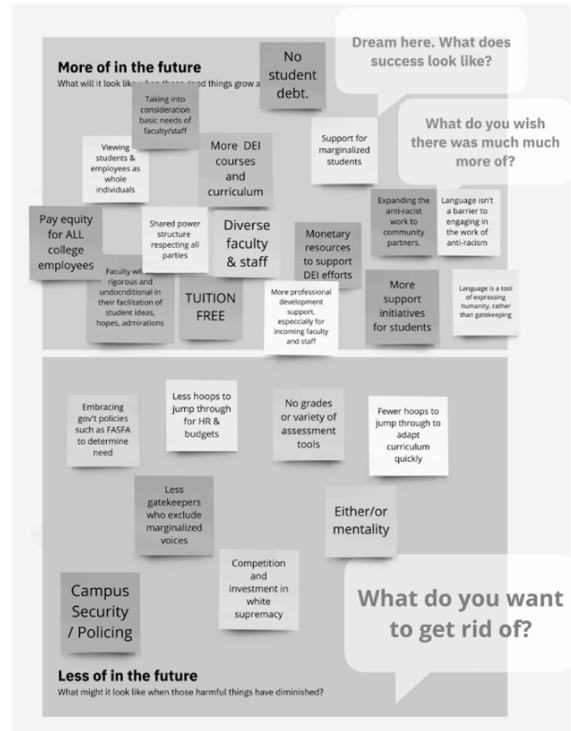 More of in the future
What will it look like when those good things grow a
No
student
debt.
Dream here. What does
success look like?
Taking into
consideration
basic needs of
faculty/staff
What do you wish
there was much much
more of?
Viewing
students &
employees as
whole
individuals
More DEI
courses
and
curriculum
Support for
marginalized
students
Pay equity
for ALL
college
employees
Shared power
structure
respecting all
parties
Diverse
faculty
& staff
Monetary
resources
to support
DEI efforts
Expanding the
anti-racist
work to
community
partners.
Language isn't
a barrier to
engaging in
the work of
anti-racism
Faculty
rigorous and
undconditional in
their facilitation of
student ideas,
hopes, admirations
TUITION
FREE
More professional
development
support,
especcially for
incoming faculty
and staff
More
support
initiatives
for students
Language is a tool
of expressing
humanity, rather
than gatekeeping
Embracing
gov't policies
such as FASFA
to determine
need
Less hoops to
jump through
for HR &
budgets
No grades
or variety of
assessment
tools
Fewer hoops to
jump through to
adapt
curriculum
quickly
Less
gatekeepers
who exclude
marginalized
voices
Either/or
mentality
Competition
and
investment in
white
supremacy
Campus
Security
/ Policing
What do you want
to get rid of?
Less of in the future
What might it look like when those harmful things have diminished?